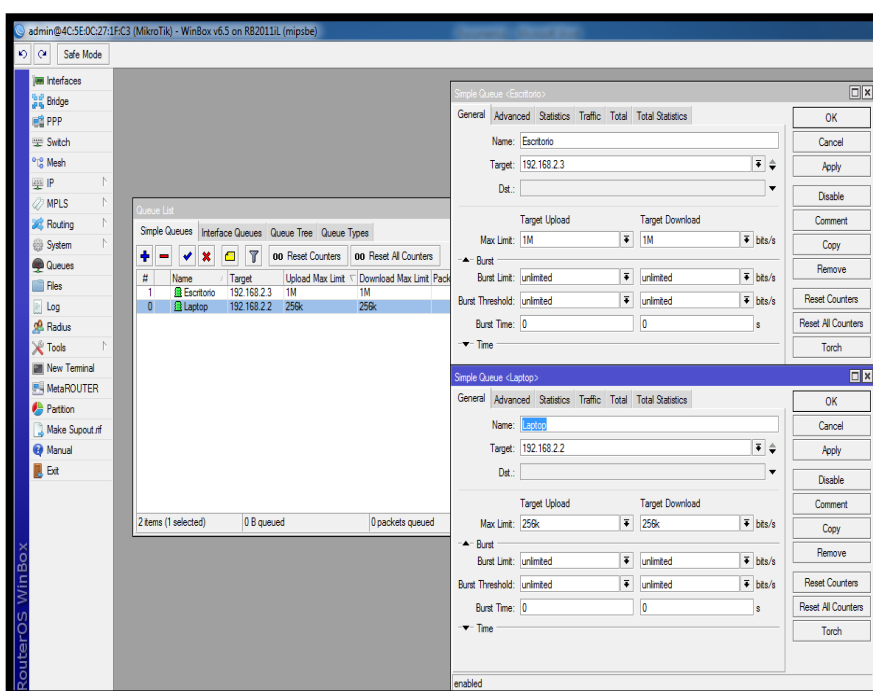 admin@4C:5E:0C:27:1F:C3 (MikroTik) - WinBox v6.5 on RB2011iL (mipsbe)
Safe Mode
Interfaces
Bridge
PPP
Switch
Mesh
IP
MPLS
Routing
System
Queues
Files
Log
Radius
Tools
New Terminal
MetaROUTER
Partition
Make Supout.rif
Manual
Exit
RouterOS WinBox
Queue List
Simple Queues Interface Queues Queue Tree Queue Types
00 Reset Counters 00 Reset All Counters
# Name Target Upload Max Limit Download Max Limit Pack
1 Escritorio 192.168.2.3 1M 1M
0 Laptop 192.168.2.2 256k 256k
2 items (1 selected) 0 B queued 0 packets queued
Simple Queue <Escritorio>
General Advanced Statistics Traffic Total Total Statistics
Name: Escritorio
Target: 192.168.2.3
Dst.:
Target Upload Target Download
Max Limit: 1M 1M bits/s
Burst
Burst Limit: unlimited unlimited bits/s
Burst Threshold: unlimited unlimited bits/s
Burst Time: 0 0 s
Time
OK
Cancel
Apply
Disable
Comment
Copy
Remove
Reset Counters
Reset All Counters
Torch
Simple Queue <Laptop>
General Advanced Statistics Traffic Total Total Statistics
Name: Laptop
Target: 192.168.2.2
Dst.:
Target Upload Target Download
Max Limit: 256k 256k bits/s
Burst
Burst Limit: unlimited unlimited bits/s
Burst Threshold: unlimited unlimited bits/s
Burst Time: 0 0 s
Time
OK
Cancel
Apply
Disable
Comment
Copy
Remove
Reset Counters
Reset All Counters
Torch
enabled